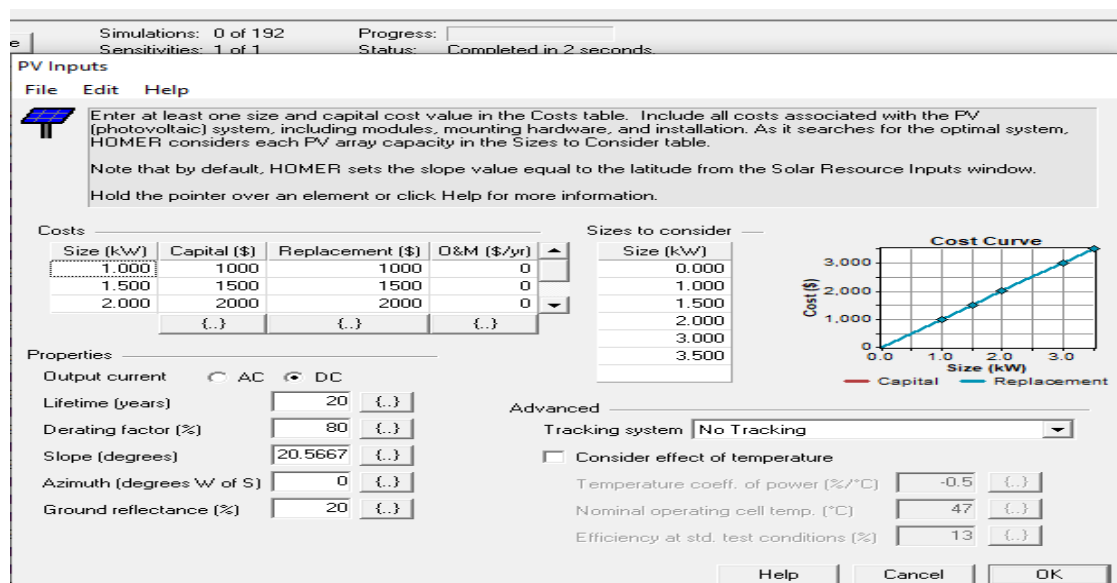 Simulations: 0 of 192 Progress:
e Sensitivities: 1 of 1 Status: Completed in 2 seconds.
PV Inputs
File Edit Help
Enter at least one size and capital cost value in the Costs table. Include all costs associated with the PV
(photovoltaic) system, including modules, mounting hardware, and installation. As it searches for the optimal system,
HOMER considers each PV array capacity in the Sizes to Consider table.
Note that by default, HOMER sets the slope value equal to the latitude from the Solar Resource Inputs window.
Hold the pointer over an element or click Help for more information.
Costs
Size (kW) Capital ($) Replacement ($) O&M ($/yr)
1.000 1000 1000 0
1.500 1500 1500 0
2.000 2000 2000 0
{..} {..} {..}
Sizes to consider
Size (kW)
0.000
1.000
1.500
2.000
3.000
3.500
Cost Curve
Cost ($)
3,000
2,000
1,000
0
0.0 1.0 2.0 3.0
Size (kW)
Capital Replacement
Properties
Output current AC DC
Lifetime (years) 20 {..}
Derating factor (%) 80 {..}
Slope (degrees) 20.5667 {..}
Azimuth (degrees W of S) 0 {..}
Ground reflectance (%) 20 {..}
Advanced
Tracking system No Tracking
Consider effect of temperature
Temperature coeff. of power (%/°C) -0.5 {..}
Nominal operating cell temp. (°C) 47 {..}
Efficiency at std. test conditions (%) 13 {..}
Help Cancel OK